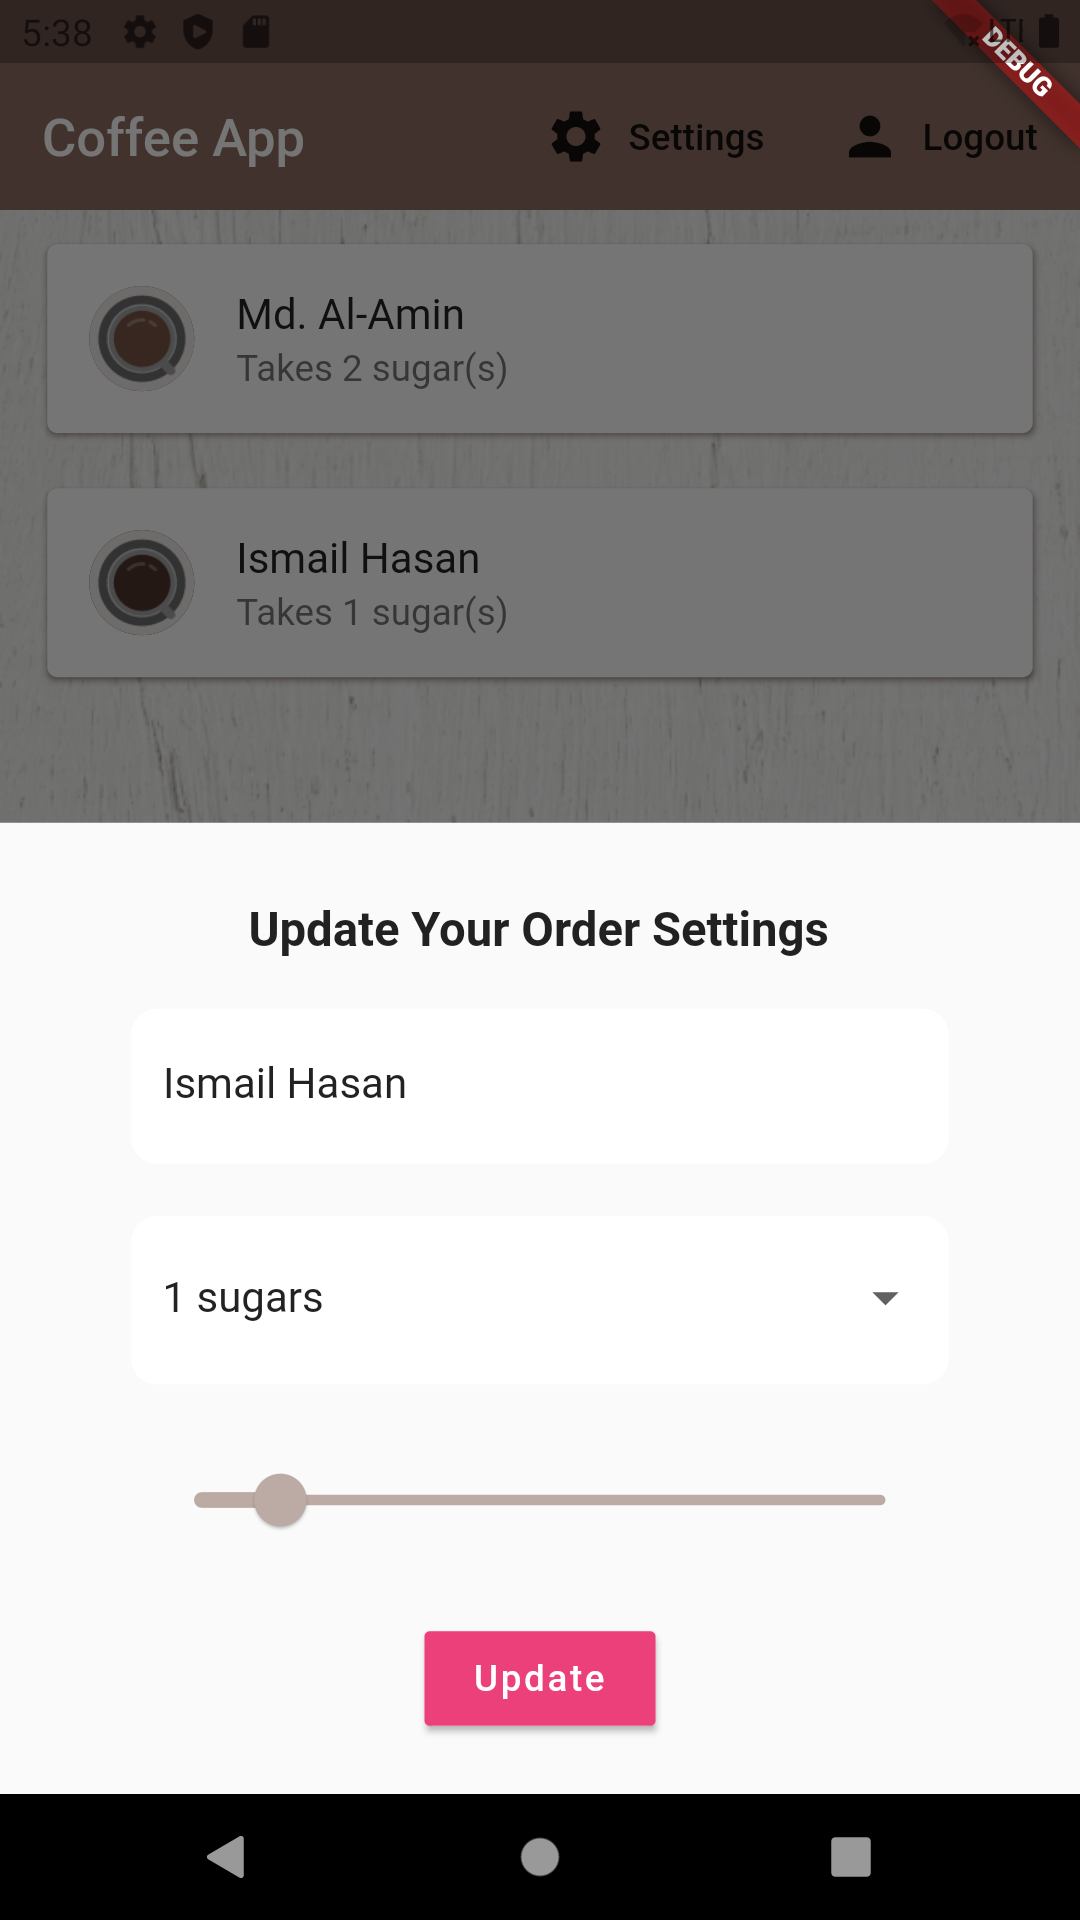 5:38
DEBUG
Coffee App
Settings
Logout
Md. Al-Amin
Takes 2 sugar(s)
Ismail Hasan
Takes 1 sugar(s)
Update Your Order Settings
Ismail Hasan
1 sugars
Update